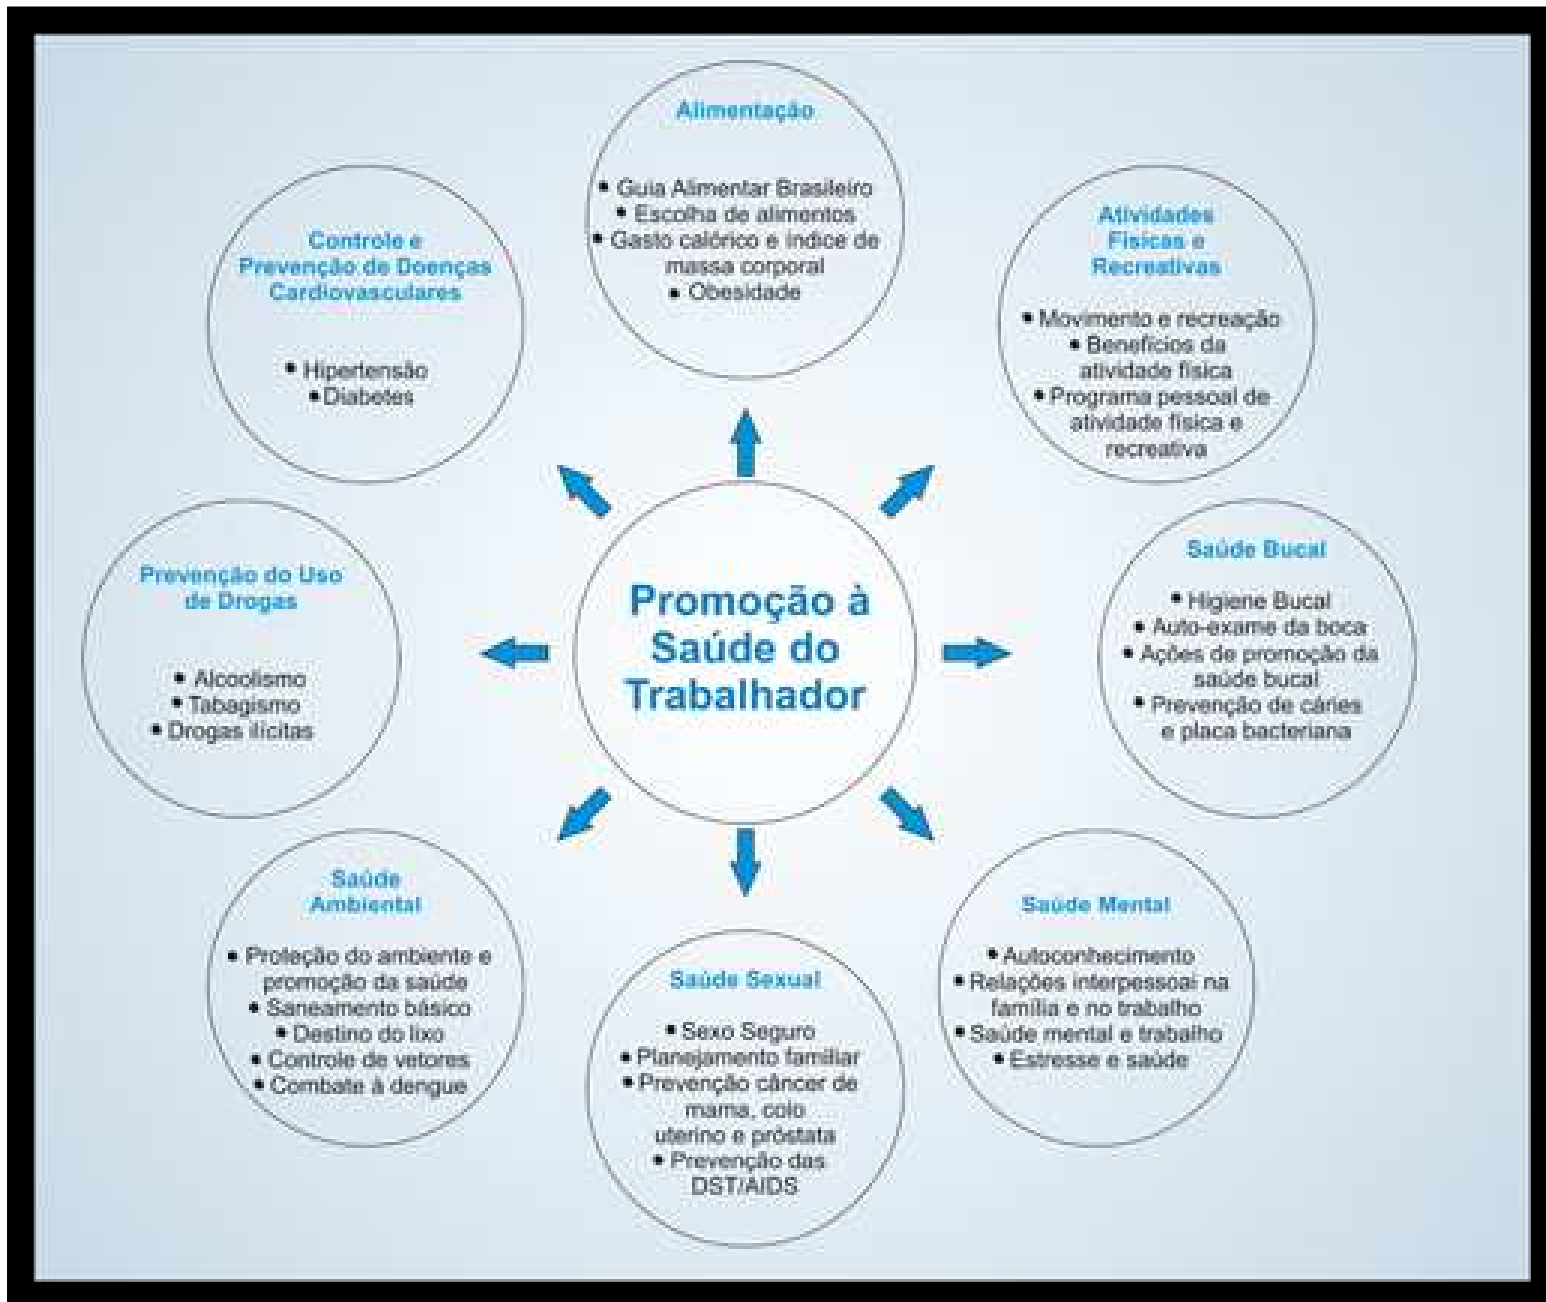 Alimentação
• Guia Alimentar Brasileiro
• Escolha de alimentos
• Gasto calórico e índice de
massa corporal
• Obesidade
Atividades
Físicas e
Recreativas
• Movimento e recreação
• Benefícios da
atividade física
• Programa pessoal de
atividade física e
recreativa
Saúde Bucal
• Higiene Bucal
• Auto-exame da boca
• Ações de promoção da
saúde bucal
• Prevenção de cáries
e placa bacteriana
Saúde Mental
• Autoconhecimento
• Relações interpessoai na
família e no trabalho
• Saúde mental e trabalho
• Estresse e saúde
Saúde Sexual
• Sexo Seguro
• Planejamento familiar
• Prevenção câncer de
mama, colo
uterino e próstata
• Prevenção das
DST/AIDS
Saúde
Ambiental
• Proteção do ambiente e
promoção da saúde
• Saneamento básico
• Destino do lixo
• Controle de vetores
• Combate à dengue
Prevenção do Uso
de Drogas
• Alcoolismo
• Tabagismo
• Drogas ilícitas
Controle e
Prevenção de Doenças
Cardiovasculares
• Hipertensão
• Diabetes
Promoção à
Saúde do
Trabalhador